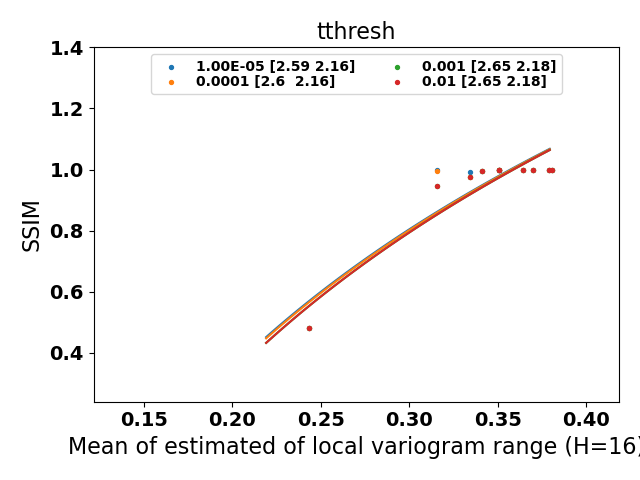 tthresh
1.00E-05 [2.59 2.16]
0.0001 [2.6  2.16]
0.001 [2.65 2.18]
0.01 [2.65 2.18]
1.4
1.2
1.0
0.8
0.6
0.4
SSIM
0.15 0.20 0.25 0.30 0.35 0.40
Mean of estimated of local variogram range (H=16)